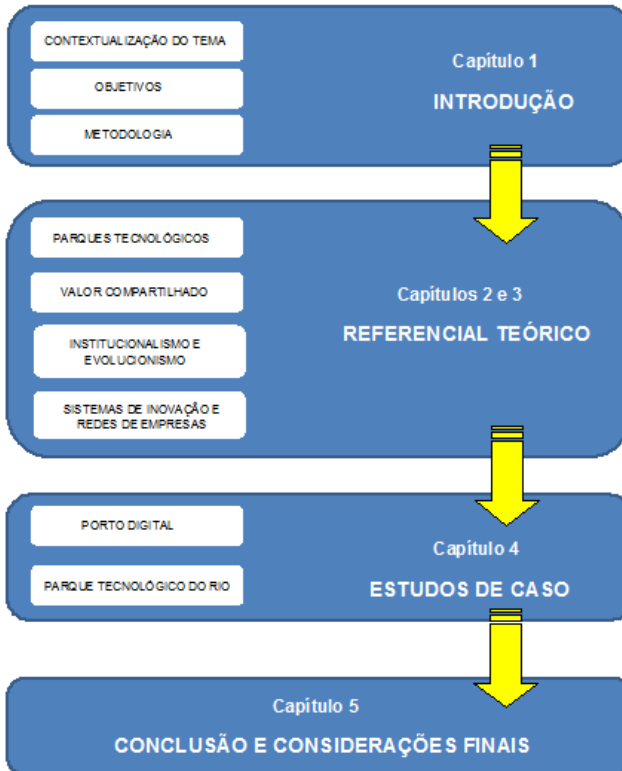 CONTEXTUALIZAÇÃO DO TEMA
OBJETIVOS
METODOLOGIA
Capítulo 1
INTRODUÇÃO
PARQUES TECNOLÓGICOS
VALOR COMPARTILHADO
INSTITUCIONALISMO E
EVOLUCIONISMO
SISTEMAS DE INOVAÇÃO E
REDES DE EMPRESAS
Capítulos 2 e 3
REFERENCIAL TEÓRICO
PORTO DIGITAL
PARQUE TECNOLÓGICO DO RIO
Capítulo 4
ESTUDOS DE CASO
Capítulo 5
CONCLUSÃO E CONSIDERAÇÕES FINAIS